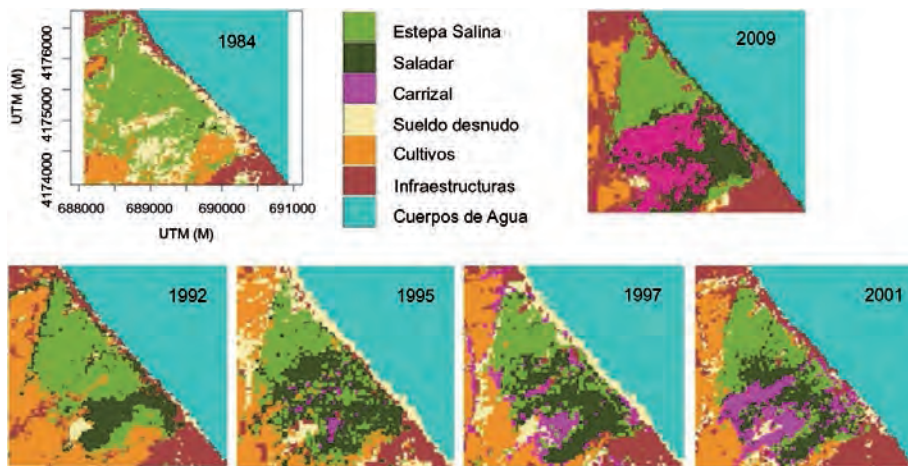 1984
UTM (M)
4176000
4175000
4174000
688000
689000
690000
691000
UTM (M)
Estepa Salina
Saladar
Carrizal
Sueldo desnudo
Cultivos
Infraestructuras
Cuerpos de Agua
2009
1992
1995
1997
2001